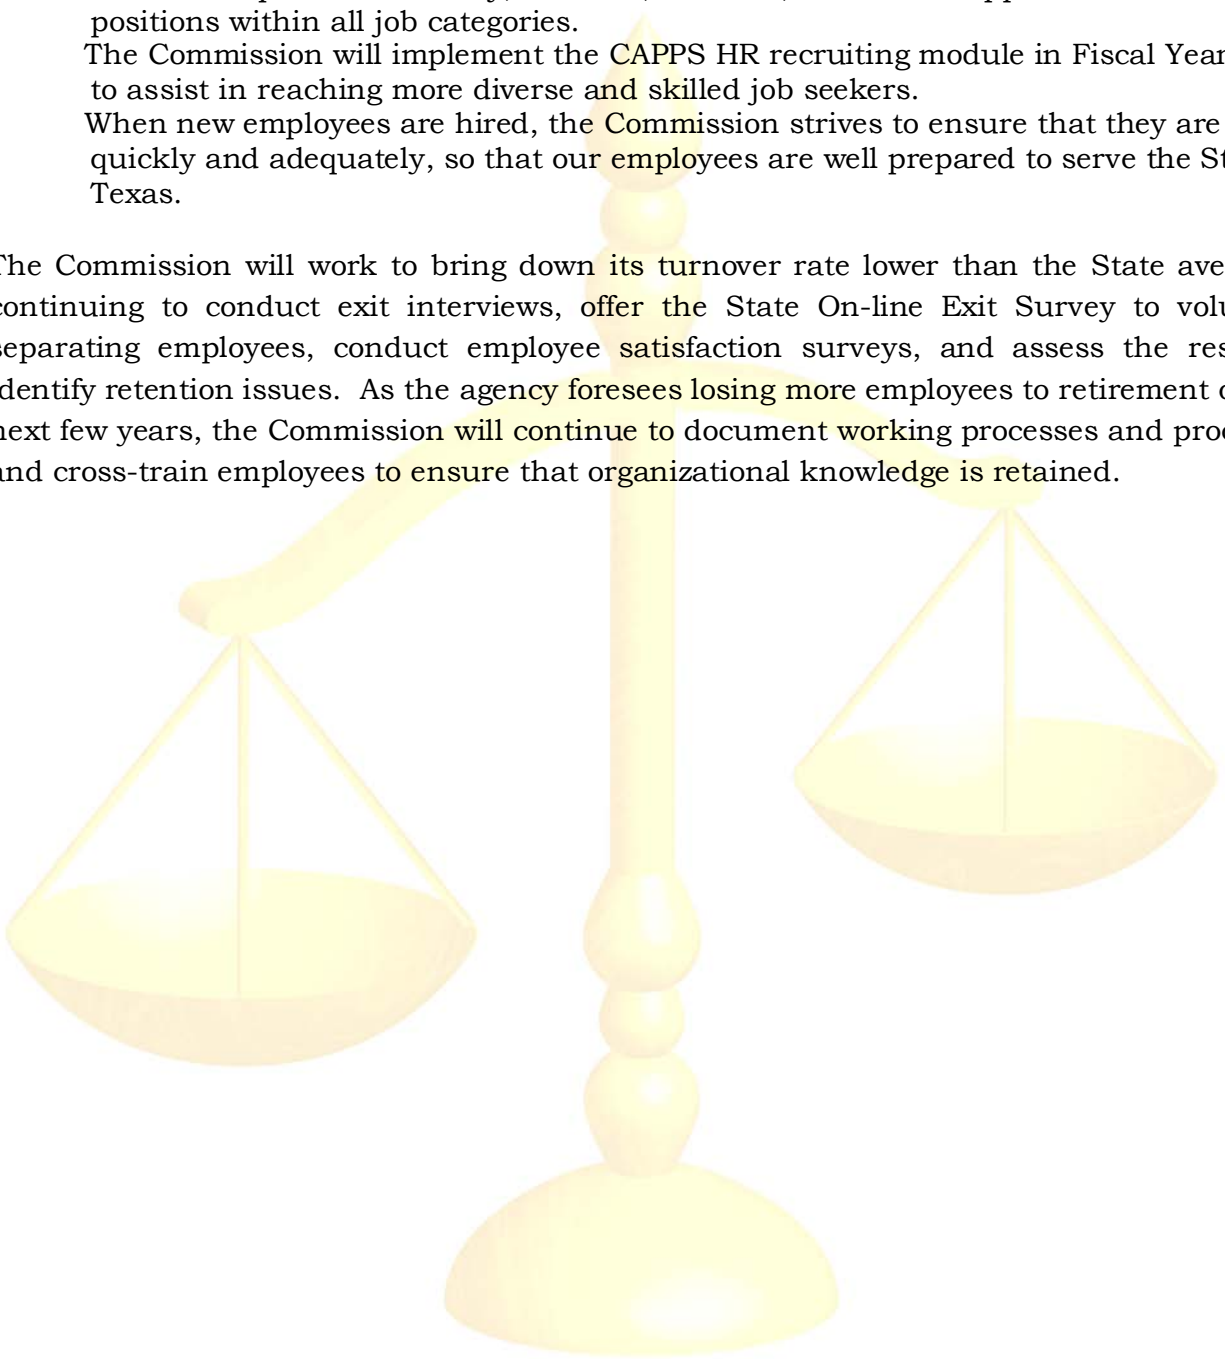 positions within all job categories.
The Commission will implement the CAPPS HR recruiting module in Fiscal Year
to assist in reaching more diverse and skilled job seekers.
When new employees are hired, the Commission strives to ensure that they are
quickly and adequately, so that our employees are well prepared to serve the St
Texas.
The Commission will work to bring down its turnover rate lower than the State ave
continuing to conduct exit interviews, offer the State On-line Exit Survey to volu
separating employees, conduct employee satisfaction surveys, and assess the res
identify retention issues. As the agency foresees losing more employees to retirement o
next few years, the Commission will continue to document working processes and proc
and cross-train employees to ensure that organizational knowledge is retained.